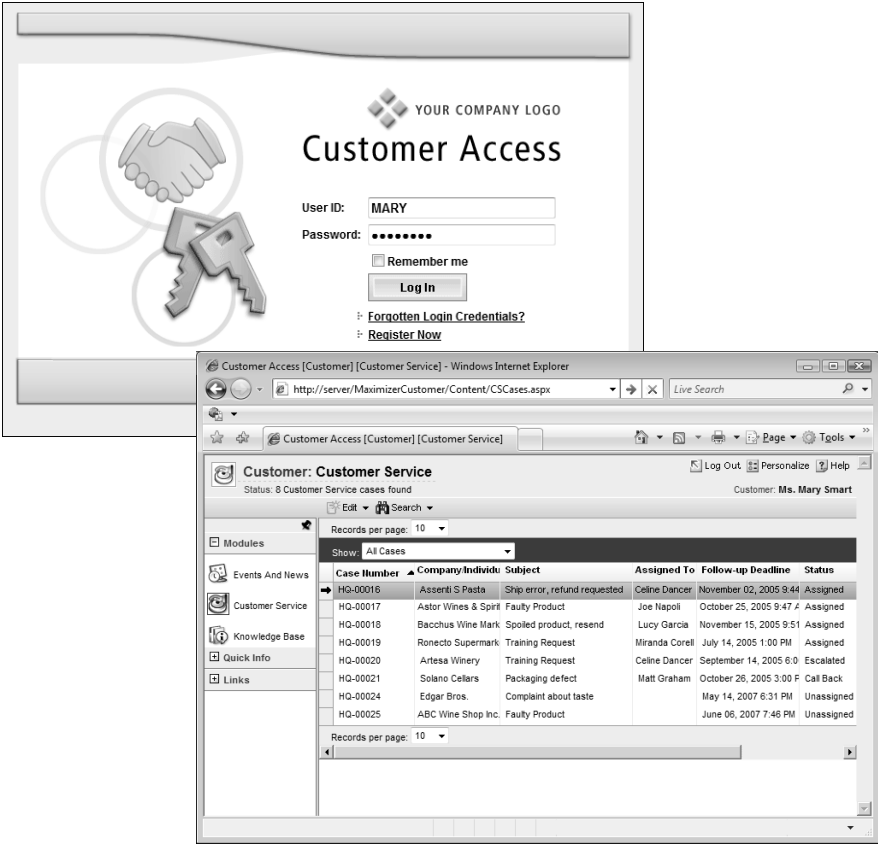 YOUR COMPANY LOGO
Customer Access
User ID: MARY
Password: ●●●●●●●●
Remember me
Log In
Forgotten Login Credentials?
Register Now
Customer Access [Customer] [Customer Service] - Windows Internet Explorer
http://server/MaximizerCustomer/Content/CSCases.aspx
Live Search
Customer Access [Customer] [Customer Service]
Page Tools
Customer: Customer Service
Log Out Personalize Help
Status: 8 Customer Service cases found
Customer: Ms. Mary Smart
Edit Search
Records per page: 10
Modules
Show: All Cases
Case Number Company/Individu Subject Assigned To Follow-up Deadline Status
Events And News
HQ-00016 Assenti S Pasta Ship error, refund requested Celine Dancer November 02, 2005 9:44 Assigned
Customer Service
HQ-00017 Astor Wines & Spirit Faulty Product Joe Napoli October 25, 2005 9:47 A Assigned
HQ-00018 Bacchus Wine Mark Spoiled product, resend Lucy Garcia November 15, 2005 9:51 Assigned
Knowledge Base
HQ-00019 Ronecto Supermark Training Request Miranda Corell July 14, 2005 1:00 PM Assigned
Quick Info
HQ-00020 Artesa Winery Training Request Celine Dancer September 14, 2005 6:0 Escalated
Links
HQ-00021 Solano Cellars Packaging defect Matt Graham October 26, 2005 3:00 P Call Back
HQ-00024 Edgar Bros. Complaint about taste May 14, 2007 6:31 PM Unassigned
HQ-00025 ABC Wine Shop Inc. Faulty Product June 06, 2007 7:46 PM Unassigned
Records per page: 10